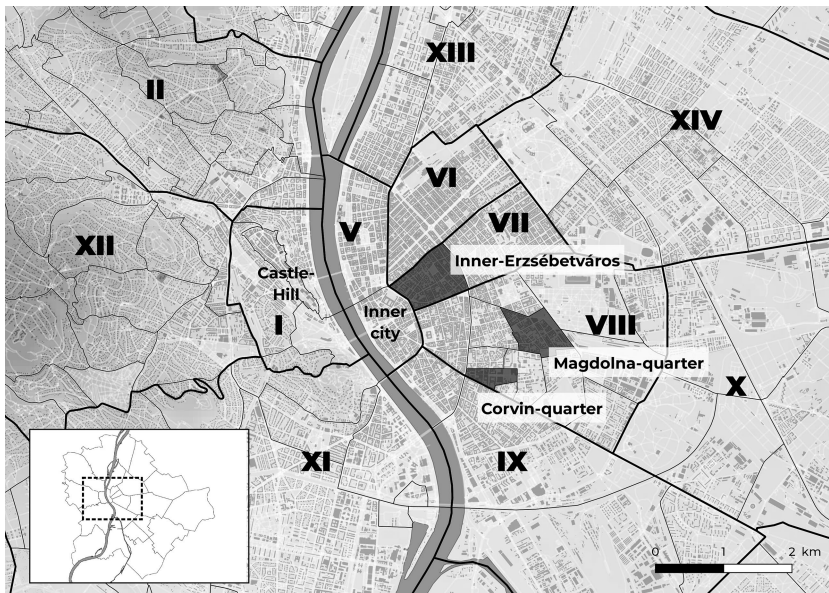 XIII
II
XIV
VI
VII
V
XII
Inner-Erzsébetváros
Castle-
Hill
Inner
city
I
VIII
Magdolna-quarter
X
Corvin-quarter
XI
IX
0 1 2 km